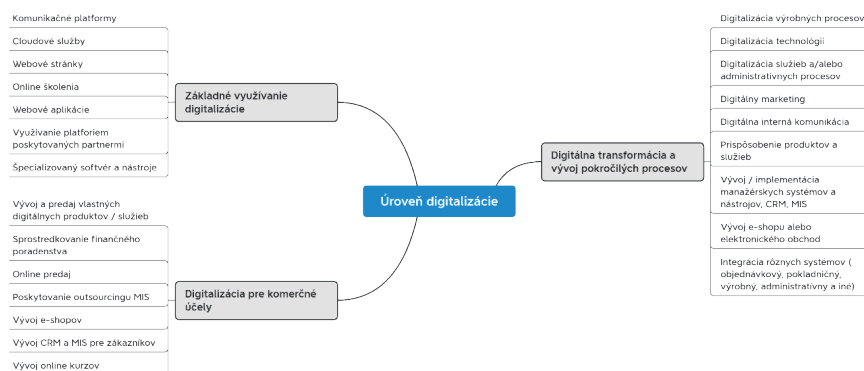 Komunikačné platformy
Cloudové služby
Webové stránky
Online školenia
Webové aplikácie
Využívanie platforiem
poskytovaných partnermi
Špecializovaný softvér a nástroje
Základné využívanie
digitalizácie
Vývoj a predaj vlastných
digitálnych produktov / služieb
Sprostredkovanie finančného
poradenstva
Online predaj
Poskytovanie outsourcingu MIS
Vývoj e-shopov
Vývoj CRM a MIS pre zákazníkov
Vývoj online kurzov
Digitalizácia pre komerčné
účely
Úroveň digitalizácie
Digitálna transformácia a
vývoj pokročilých procesov
Digitalizácia výrobných procesov
Digitalizácia technológií
Digitalizácia služieb a/alebo
administratívnych procesov
Digitálny marketing
Digitálna interná komunikácia
Prispôsobenie produktov a
služieb
Vývoj / implementácia
manažérskych systémov a
nástrojov, CRM, MIS
Vývoj e-shopu alebo
elektronického obchod
Integrácia rôznych systémov (
objednávkový, pokladničný,
výrobný, administratívny a iné)